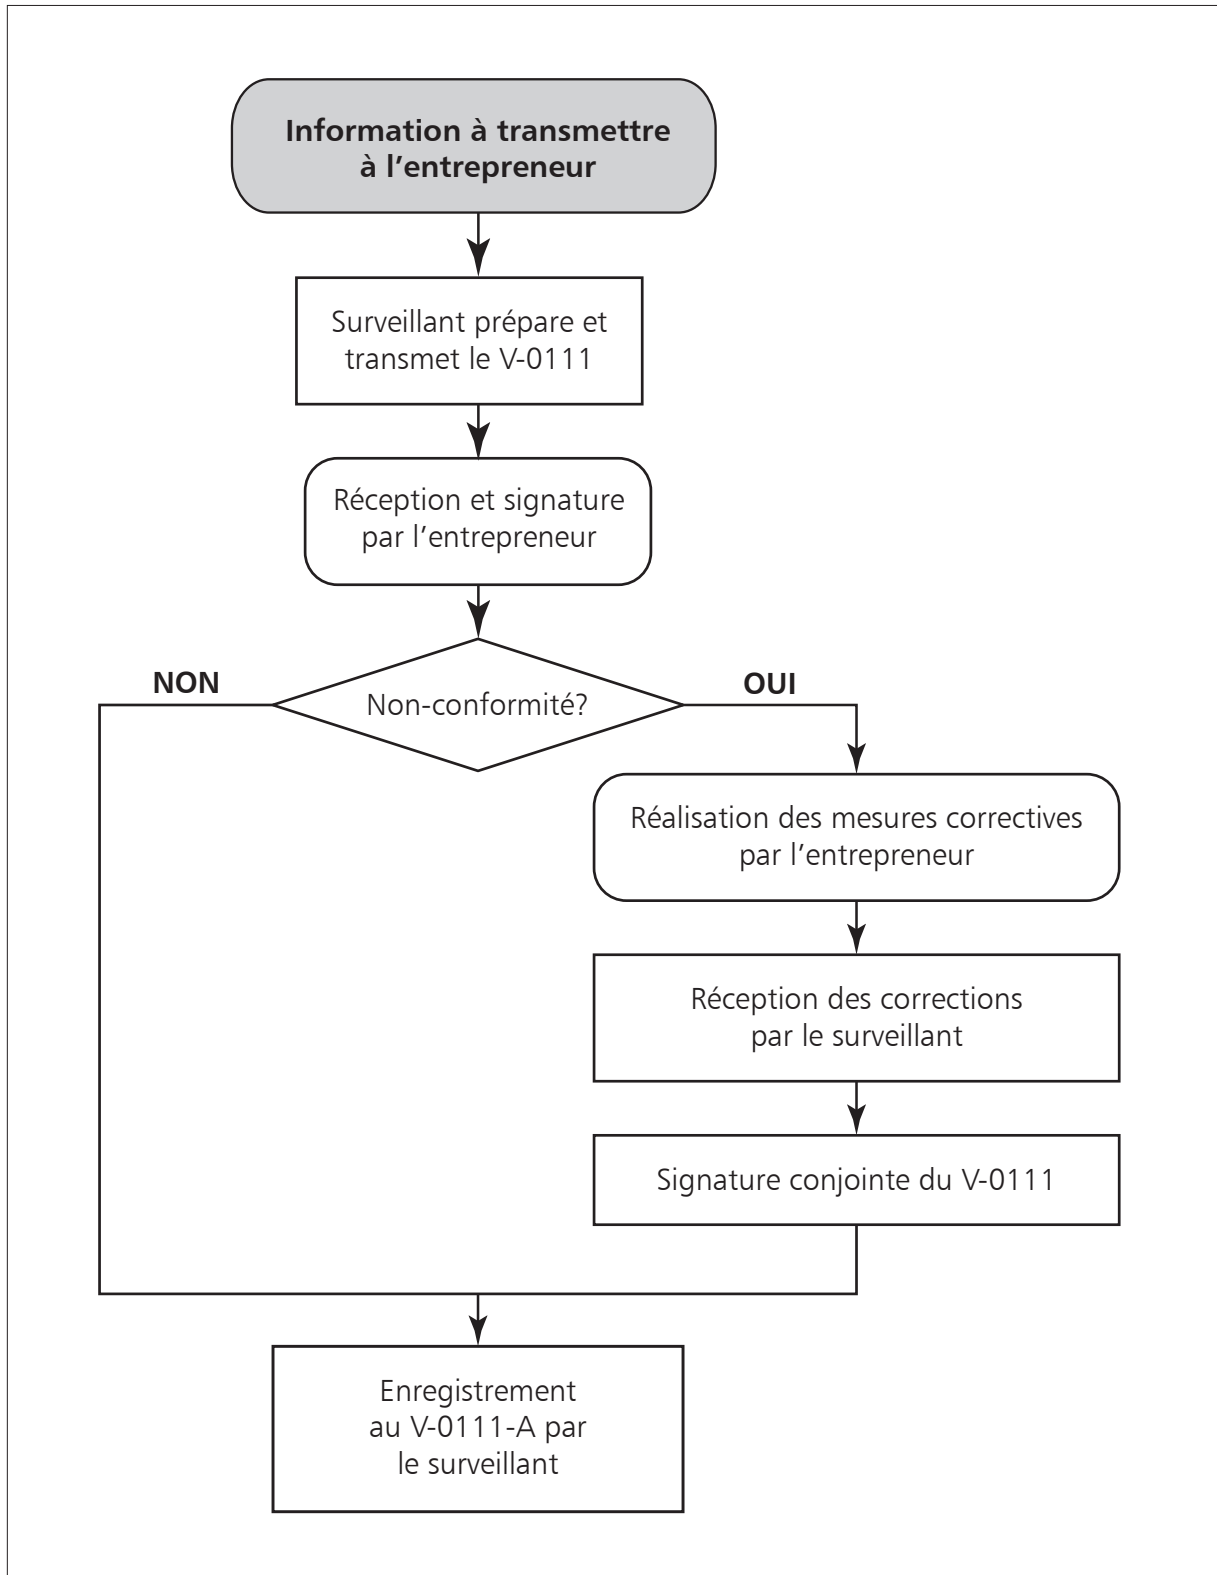 Information à transmettre
à l'entrepreneur
Surveillant prépare et
transmet le V-0111
Réception et signature
par l'entrepreneur
NON
Non-conformité?
OUI
Réalisation des mesures correctives
par l'entrepreneur
Réception des corrections
par le surveillant
Signature conjointe du V-0111
Enregistrement
au V-0111-A par
le surveillant